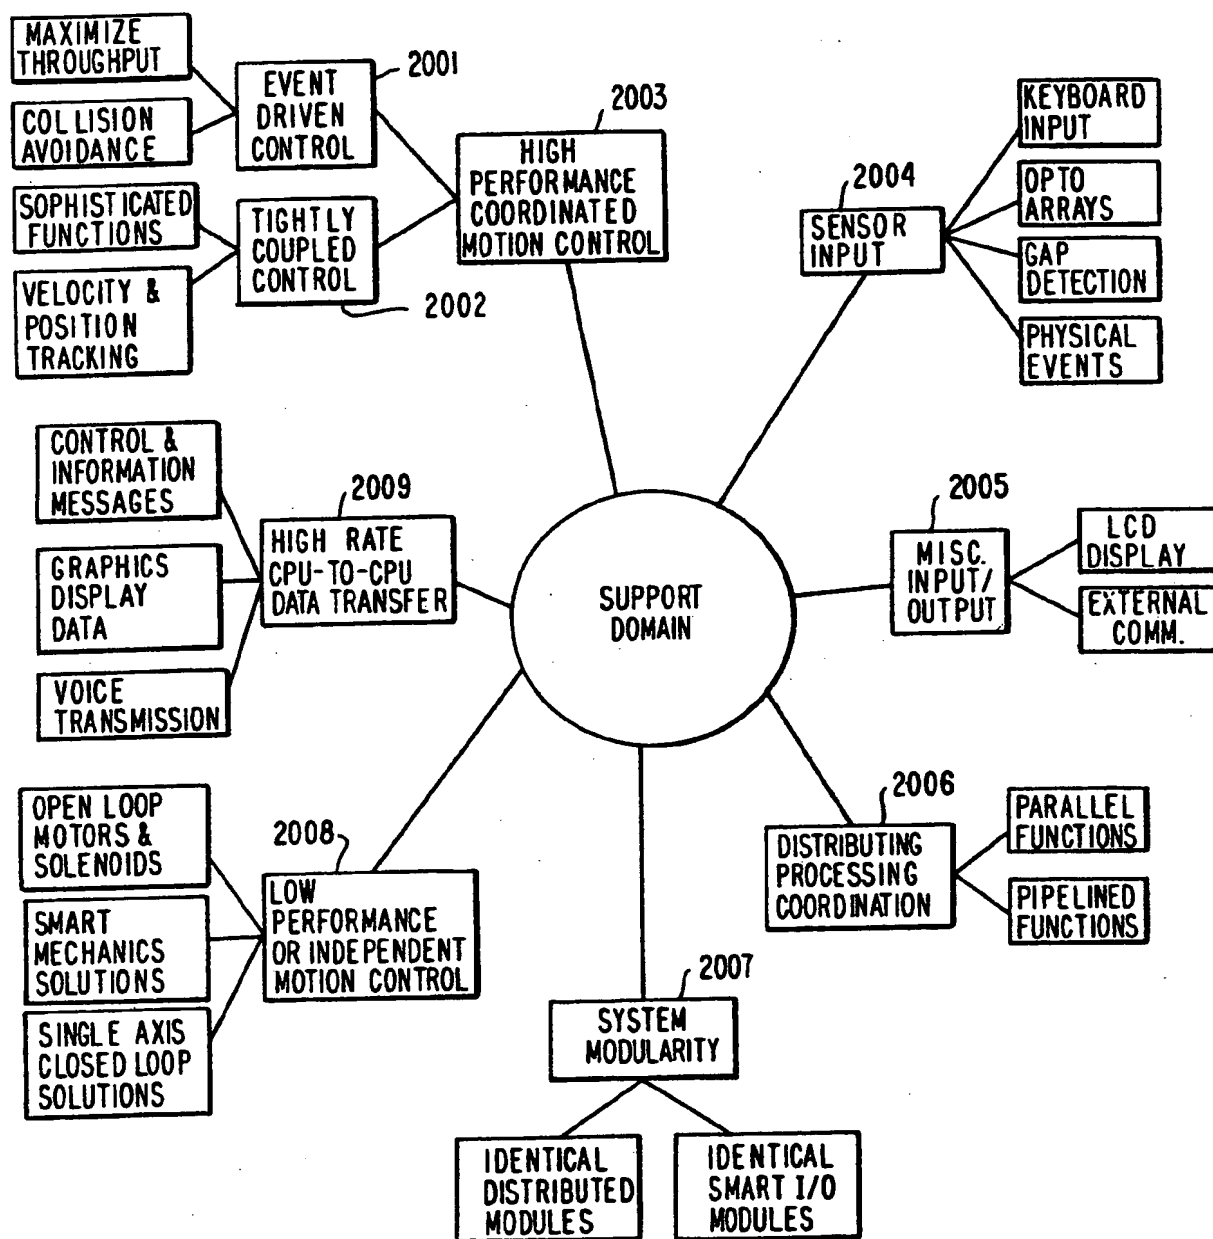 MAXIMIZE
THROUGHPUT
COLLISION
AVOIDANCE
SOPHISTICATED
FUNCTIONS
VELOCITY &
POSITION
TRACKING
EVENT
DRIVEN
CONTROL
2001
TIGHTLY
COUPLED
CONTROL
2002
2003
HIGH
PERFORMANCE
COORDINATED
MOTION CONTROL
2004
SENSOR
INPUT
KEYBOARD
INPUT
OPTO
ARRAYS
GAP
DETECTION
PHYSICAL
EVENTS
CONTROL &
INFORMATION
MESSAGES
GRAPHICS
DISPLAY
DATA
VOICE
TRANSMISSION
2009
HIGH RATE
CPU-TO-CPU
DATA TRANSFER
SUPPORT
DOMAIN
2005
MISC.
INPUT/
OUTPUT
LCD
DISPLAY
EXTERNAL
COMM.
OPEN LOOP
MOTORS &
SOLENOIDS
SMART
MECHANICS
SOLUTIONS
SINGLE AXIS
CLOSED LOOP
SOLUTIONS
2008
LOW
PERFORMANCE
OR INDEPENDENT
MOTION CONTROL
2006
DISTRIBUTING
PROCESSING
COORDINATION
PARALLEL
FUNCTIONS
PIPELINED
FUNCTIONS
2007
SYSTEM
MODULARITY
IDENTICAL
DISTRIBUTED
MODULES
IDENTICAL
SMART I/O
MODULES